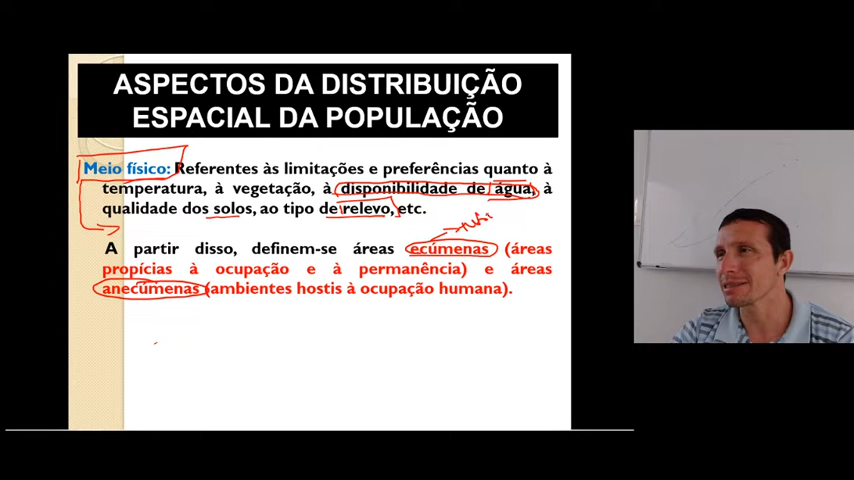 ASPECTOS DA DISTRIBUIÇÃO
ESPACIAL DA POPULAÇÃO
Meio físico: Referentes às limitações e preferências quanto à
temperatura, à vegetação, à disponibilidade de água, à
qualidade dos solos, ao tipo de relevo, etc.
A partir disso, definem-se áreas ecúmenas (áreas
propícias à ocupação e à permanência) e áreas
anecúmenas (ambientes hostis à ocupação humana).